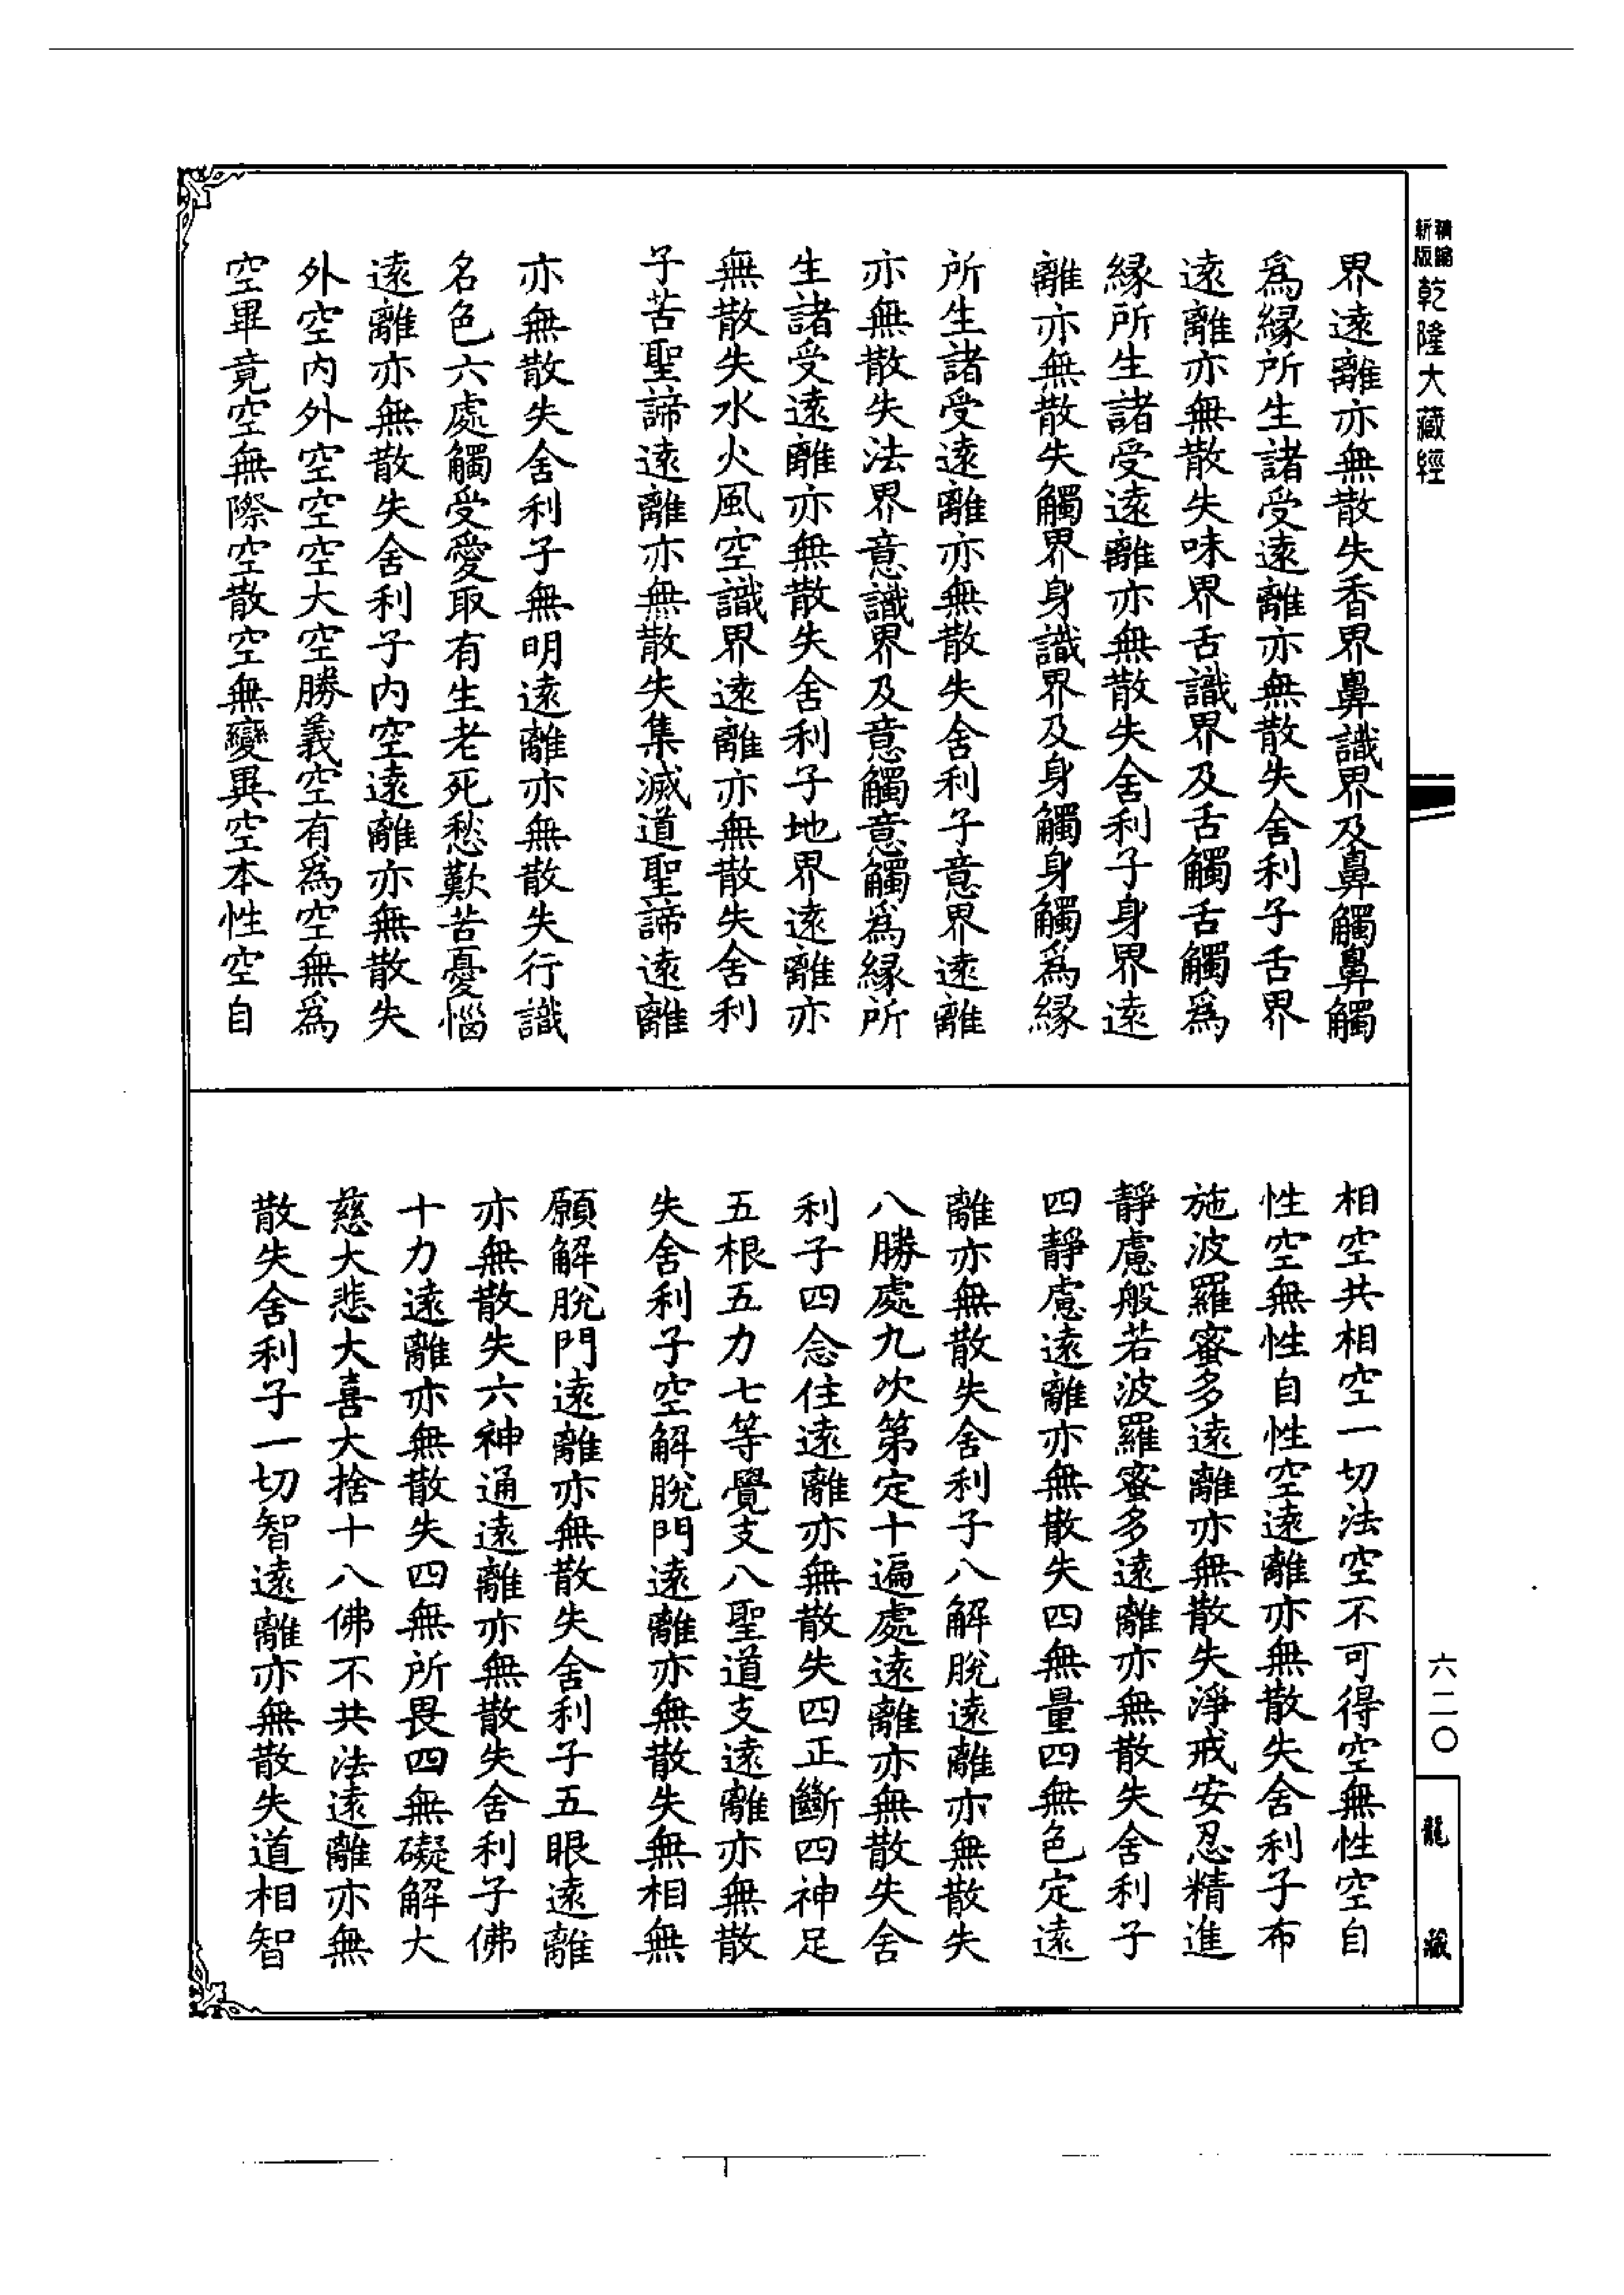 精縮
新版
乾隆大藏經
界遠離亦無散失香界鼻識界及鼻觸鼻觸
爲緣所生諸受遠離亦無散失舍利子舌界
遠離亦無散失味界舌識界及舌觸舌觸爲
緣所生諸受遠離亦無散失舍利子身界遠
離亦無散失觸界身識界及身觸身觸爲緣
所生諸受遠離亦無散失舍利子意界遠離
亦無散失法界意識界及意觸意觸爲緣所
生諸受遠離亦無散失舍利子地界遠離亦
無散失水火風空識界遠離亦無散失舍利
子苦聖諦遠離亦無散失集滅道聖諦遠離
亦無散失舍利子無明遠離亦無散失行識
名色六處觸受愛取有生老死愁歎苦憂惱
遠離亦無散失舍利子內空遠離亦無散失
外空內外空空空大空勝義空有爲空無爲
空畢竟空無際空散空無變異空本性空自
相空共相空一切法空不可得空無性空自
性空無性自性空遠離亦無散失舍利子布
施波羅蜜多遠離亦無散失淨戒安忍精進
靜慮般若波羅蜜多遠離亦無散失舍利子
四靜慮遠離亦無散失四無量四無色定遠
離亦無散失舍利子八解脫遠離亦無散失
八勝處九次第定十遍處遠離亦無散失舍
利子四念住遠離亦無散失四正斷四神足
五根五力七等覺支八聖道支遠離亦無散
失舍利子空解脫門遠離亦無散失無相無
願解脫門遠離亦無散失舍利子五眼遠離
亦無散失六神通遠離亦無散失舍利子佛
十力遠離亦無散失四無所畏四無礙解大
慈大悲大喜大捨十八佛不共法遠離亦無
散失舍利子一切智遠離亦無散失道相智
六二〇
龍藏